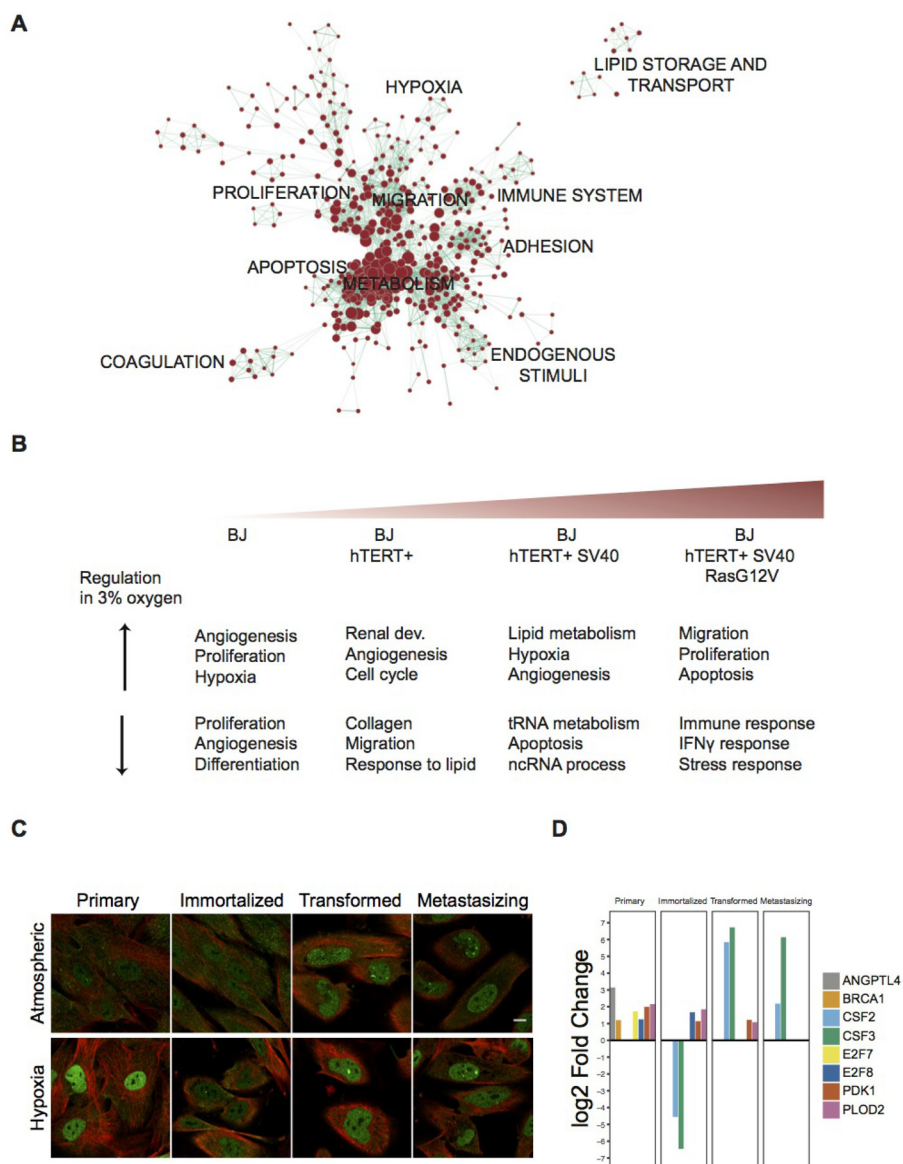 A
LIPID STORAGE AND
TRANSPORT
HYPOXIA
PROLIFERATION
MIGRATION
IMMUNE SYSTEM
ADHESION
APOPTOSIS
METABOLISM
COAGULATION
ENDOGENOUS
STIMULI
B
BJ
BJ
hTERT+
BJ
hTERT+ SV40
BJ
hTERT+ SV40
RasG12V
Regulation
in 3% oxygen
Angiogenesis Renal dev. Lipid metabolism Migration
Proliferation Angiogenesis Hypoxia Proliferation
Hypoxia Cell cycle Angiogenesis Apoptosis
Proliferation Collagen tRNA metabolism Immune response
Angiogenesis Migration Apoptosis IFNγ response
Differentiation Response to lipid ncRNA process Stress response
C
Primary Immortalized Transformed Metastasizing
Atmospheric
Hypoxia
D
Primary Immortalized Transformed Metastasizing
log2 Fold Change
7
6
5
4
3
2
1
0
-1
-2
-3
-4
-5
-6
-7
ANGPTL4
BRCA1
CSF2
CSF3
E2F7
E2F8
PDK1
PLOD2